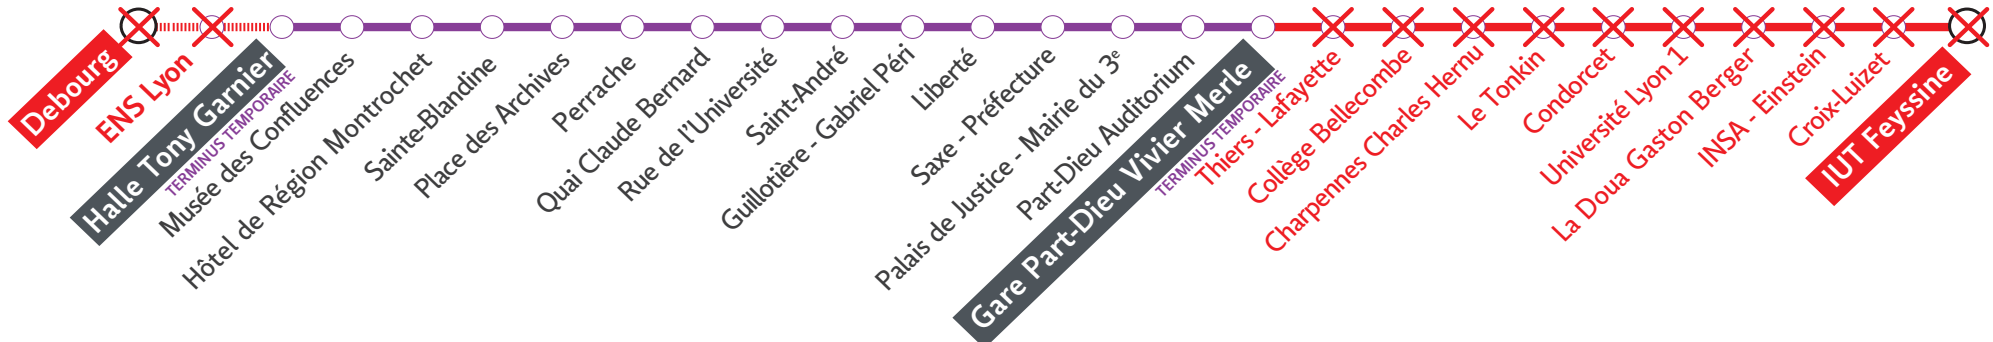 Debourg
ENS Lyon
Halle Tony Garnier
TERMINUS TEMPORAIRE
Musée des Confluences
Hôtel de Région Montrochet
Sainte-Blandine
Place des Archives
Perrache
Quai Claude Bernard
Rue de l'Université
Saint-André
Guillotière - Gabriel Péri
Liberté
Saxe - Préfecture
Palais de Justice - Mairie du 3e
Part-Dieu Auditorium
Gare Part-Dieu Vivier Merle
TERMINUS TEMPORAIRE
Thiers - Lafayette
Collège Bellecombe
Charpennes Charles Hernu
Le Tonkin
Condorcet
Université Lyon 1
La Doua Gaston Berger
INSA - Einstein
Croix-Luizet
IUT Feyssine